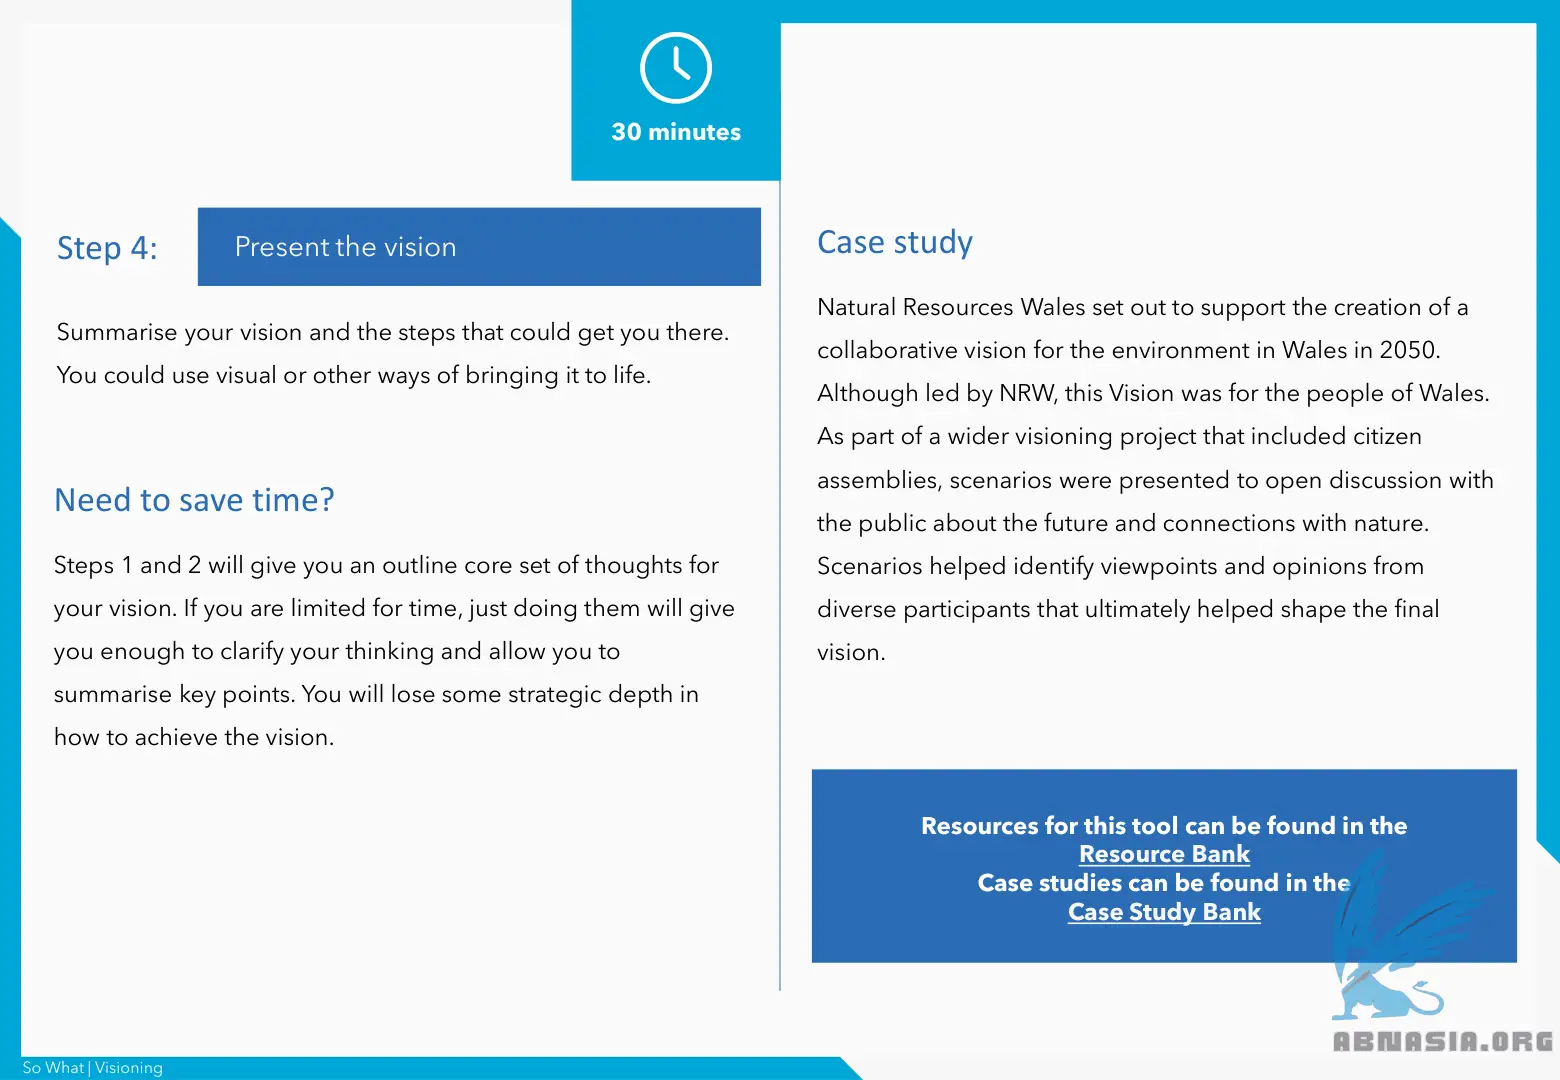 30 minutes
Step 4:
Present the vision
Summarise your vision and the steps that could get you there.
You could use visual or other ways of bringing it to life.
Need to save time?
Steps 1 and 2 will give you an outline core set of thoughts for
your vision. If you are limited for time, just doing them will give
you enough to clarify your thinking and allow you to
summarise key points. You will lose some strategic depth in
how to achieve the vision.
Case study
Natural Resources Wales set out to support the creation of a
collaborative vision for the environment in Wales in 2050.
Although led by NRW, this Vision was for the people of Wales.
As part of a wider visioning project that included citizen
assemblies, scenarios were presented to open discussion with
the public about the future and connections with nature.
Scenarios helped identify viewpoints and opinions from
diverse participants that ultimately helped shape the final
vision.
Resources for this tool can be found in the
Resource Bank
Case studies can be found in the
Case Study Bank
ABNASIA.ORG
So What | Visioning